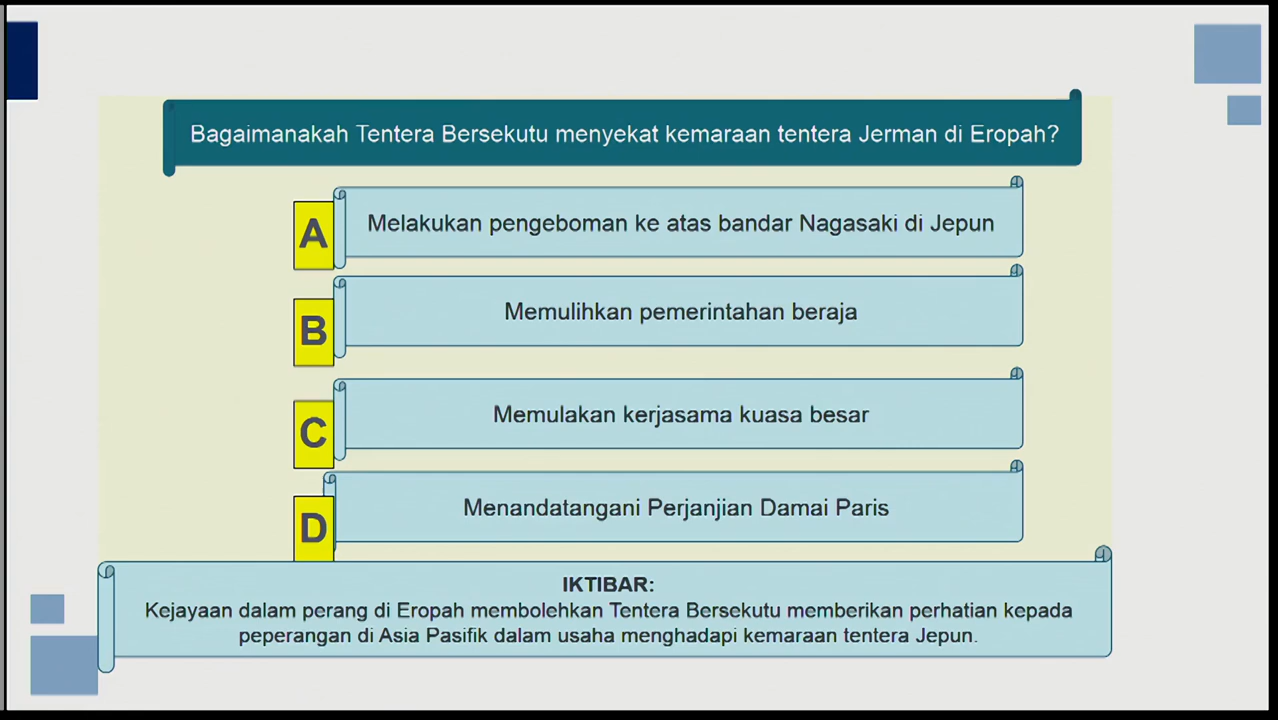 Bagaimanakah Tentera Bersekutu menyekat kemaraan tentera Jerman di Eropah?
A
Melakukan pengeboman ke atas bandar Nagasaki di Jepun
B
Memulihkan pemerintahan beraja
C
Memulakan kerjasama kuasa besar
D
Menandatangani Perjanjian Damai Paris
IKTIBAR:
Kejayaan dalam perang di Eropah membolehkan Tentera Bersekutu memberikan perhatian kepada
peperangan di Asia Pasifik dalam usaha menghadapi kemaraan tentera Jepun.